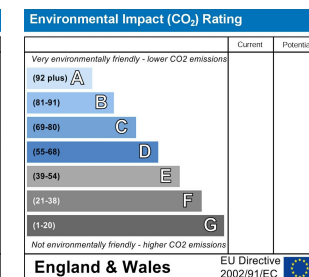 Environmental Impact (CO₂) Rating
Current Potentia
Very environmentally friendly - lower CO2 emissions
(92 plus) A
(81-91) B
(69-80) C
(55-68) D
(39-54) E
(21-38) F
(1-20) G
Not environmentally friendly - higher CO2 emissions
England & Wales
EU Directive
2002/91/EC